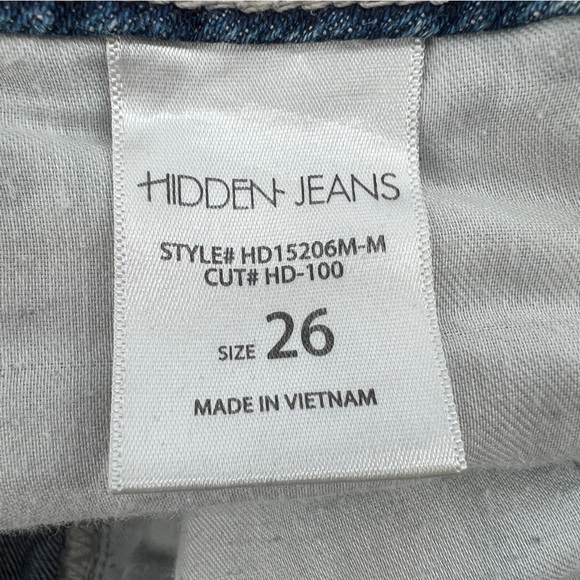 HIDDEN JEANS
STYLE# HD15206M-M
CUT# HD-100
SIZE 26
MADE IN VIETNAM